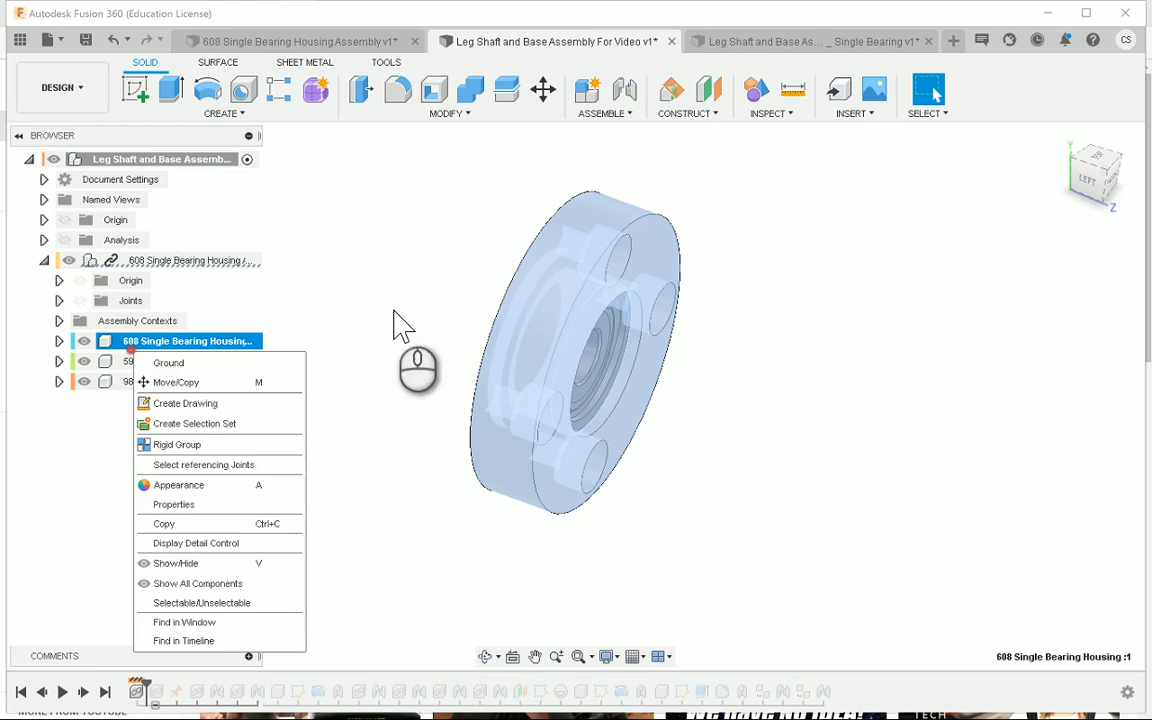 Autodesk Fusion 360 (Education License)
608 Single Bearing Housing Assembly v1*
Leg Shaft and Base Assembly For Video v1*
Leg Shaft and Base As... _ Single Bearing v1*
CS
DESIGN
SOLID
SURFACE
SHEET METAL
TOOLS
CREATE
MODIFY
ASSEMBLE
CONSTRUCT
INSPECT
INSERT
SELECT
BROWSER
Leg Shaft and Base Assemb...
Document Settings
Named Views
Origin
Analysis
608 Single Bearing Housing
Origin
Joints
Assembly Contexts
608 Single Bearing Housing,...
59
98
Ground
Move/Copy M
Create Drawing
Create Selection Set
Rigid Group
Select referencing Joints
Appearance A
Properties
Copy Ctrl+C
Display Detail Control
Show/Hide V
Show All Components
Selectable/Unselectable
Find in Window
Find in Timeline
Y
LEFT
Z
COMMENTS
608 Single Bearing Housing :1